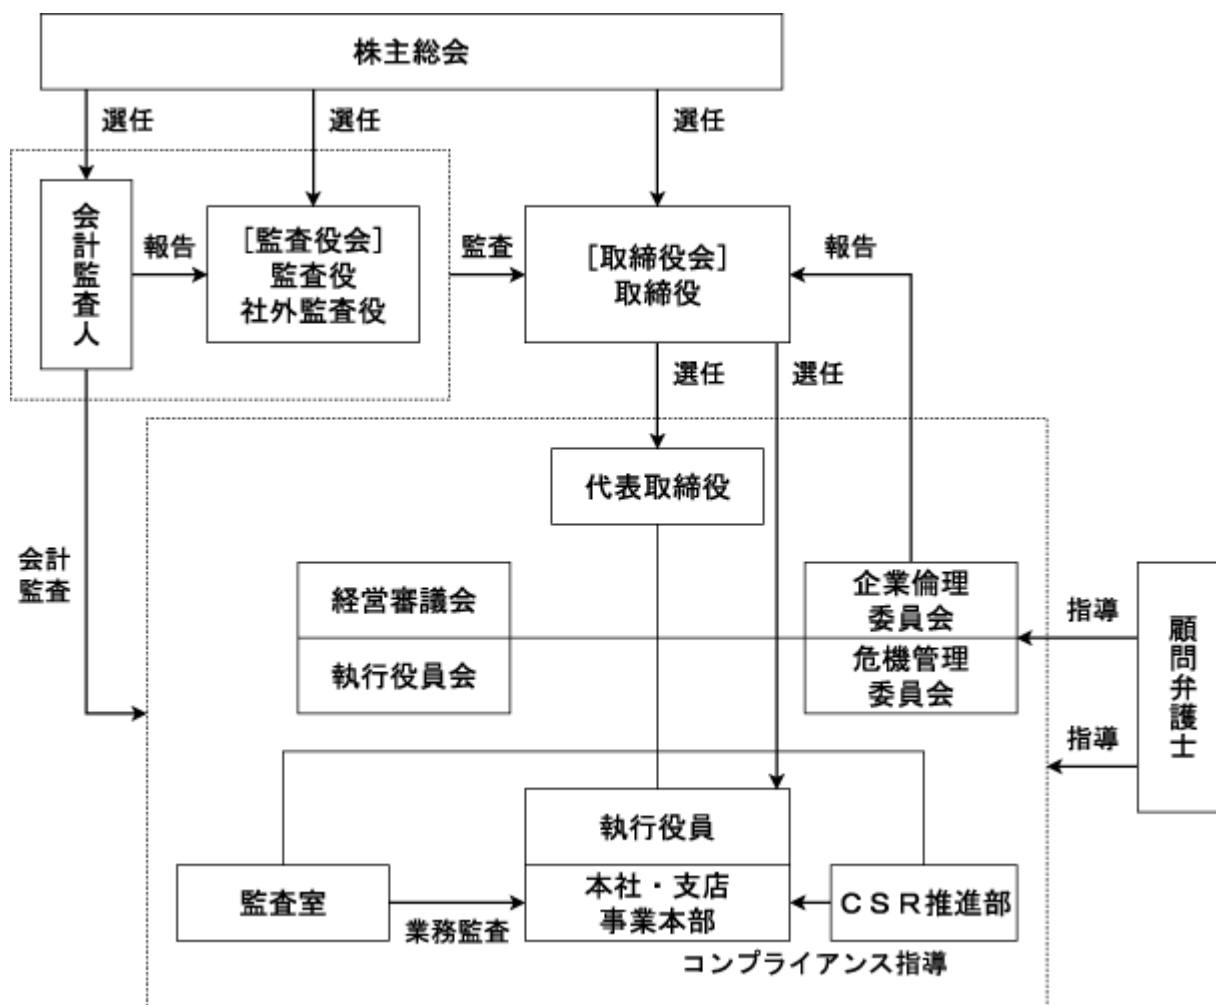 株主総会
選任
選任
選任
会計監査人
報告
[監査役会]
監査役
社外監査役
監査
[取締役会]
取締役
報告
選任
選任
代表取締役
会計
監査
経営審議会
執行役員会
企業倫理
委員会
危機管理
委員会
指導
顧問弁護士
指導
執行役員
監査室
業務監査
本社・支店
事業本部
CSR推進部
コンプライアンス指導